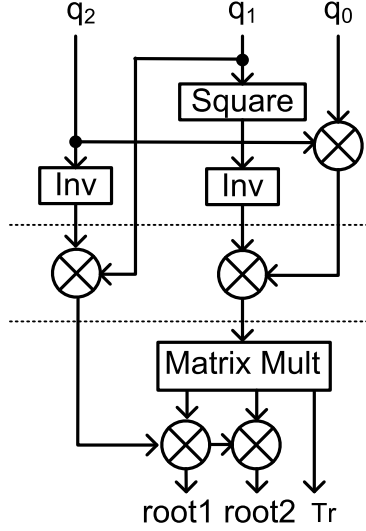 q2 q1 q0
Square
Inv Inv
Matrix Mult
root1 root2 Tr